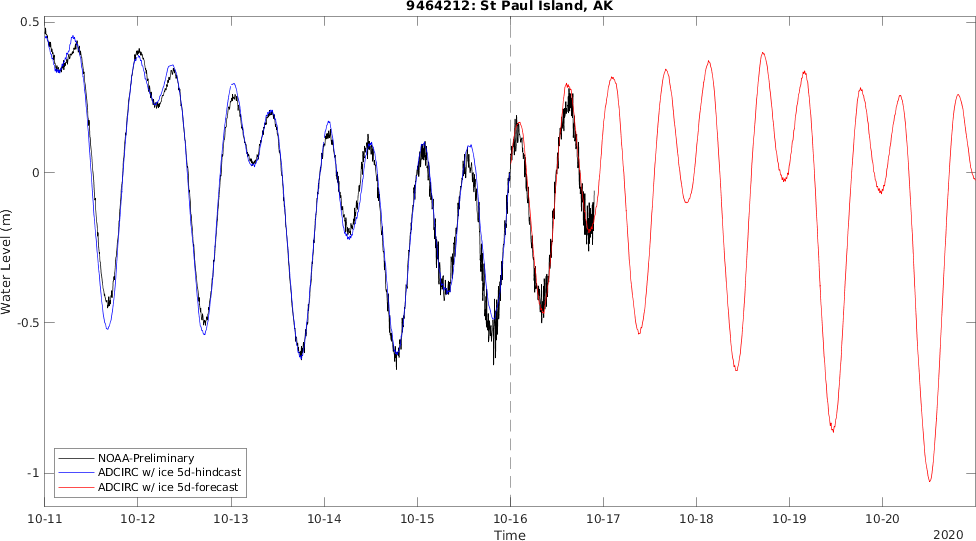 9464212: St Paul Island, AK
0.5
0
-0.5
-1
Water Level (m)
NOAA-Preliminary
ADCIRC w/ ice 5d-hindcast
ADCIRC w/ ice 5d-forecast
10-11 10-12 10-13 10-14 10-15 10-16 10-17 10-18 10-19 10-20
Time
2020